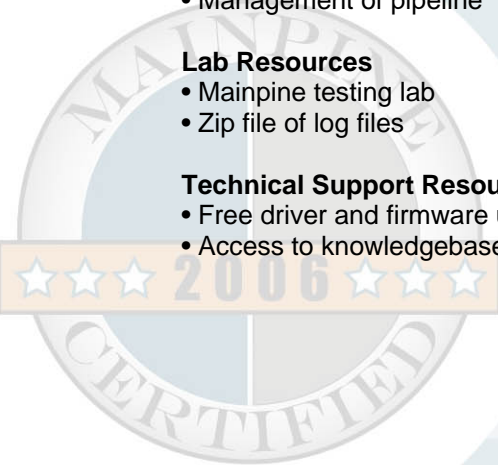 • Management of pipeline
MAINPINE
Lab Resources
• Mainpine testing lab
• Zip file of log files
Technical Support Resou
• Free driver and firmware
• Access to knowledgebase
2006
CERTIFIED